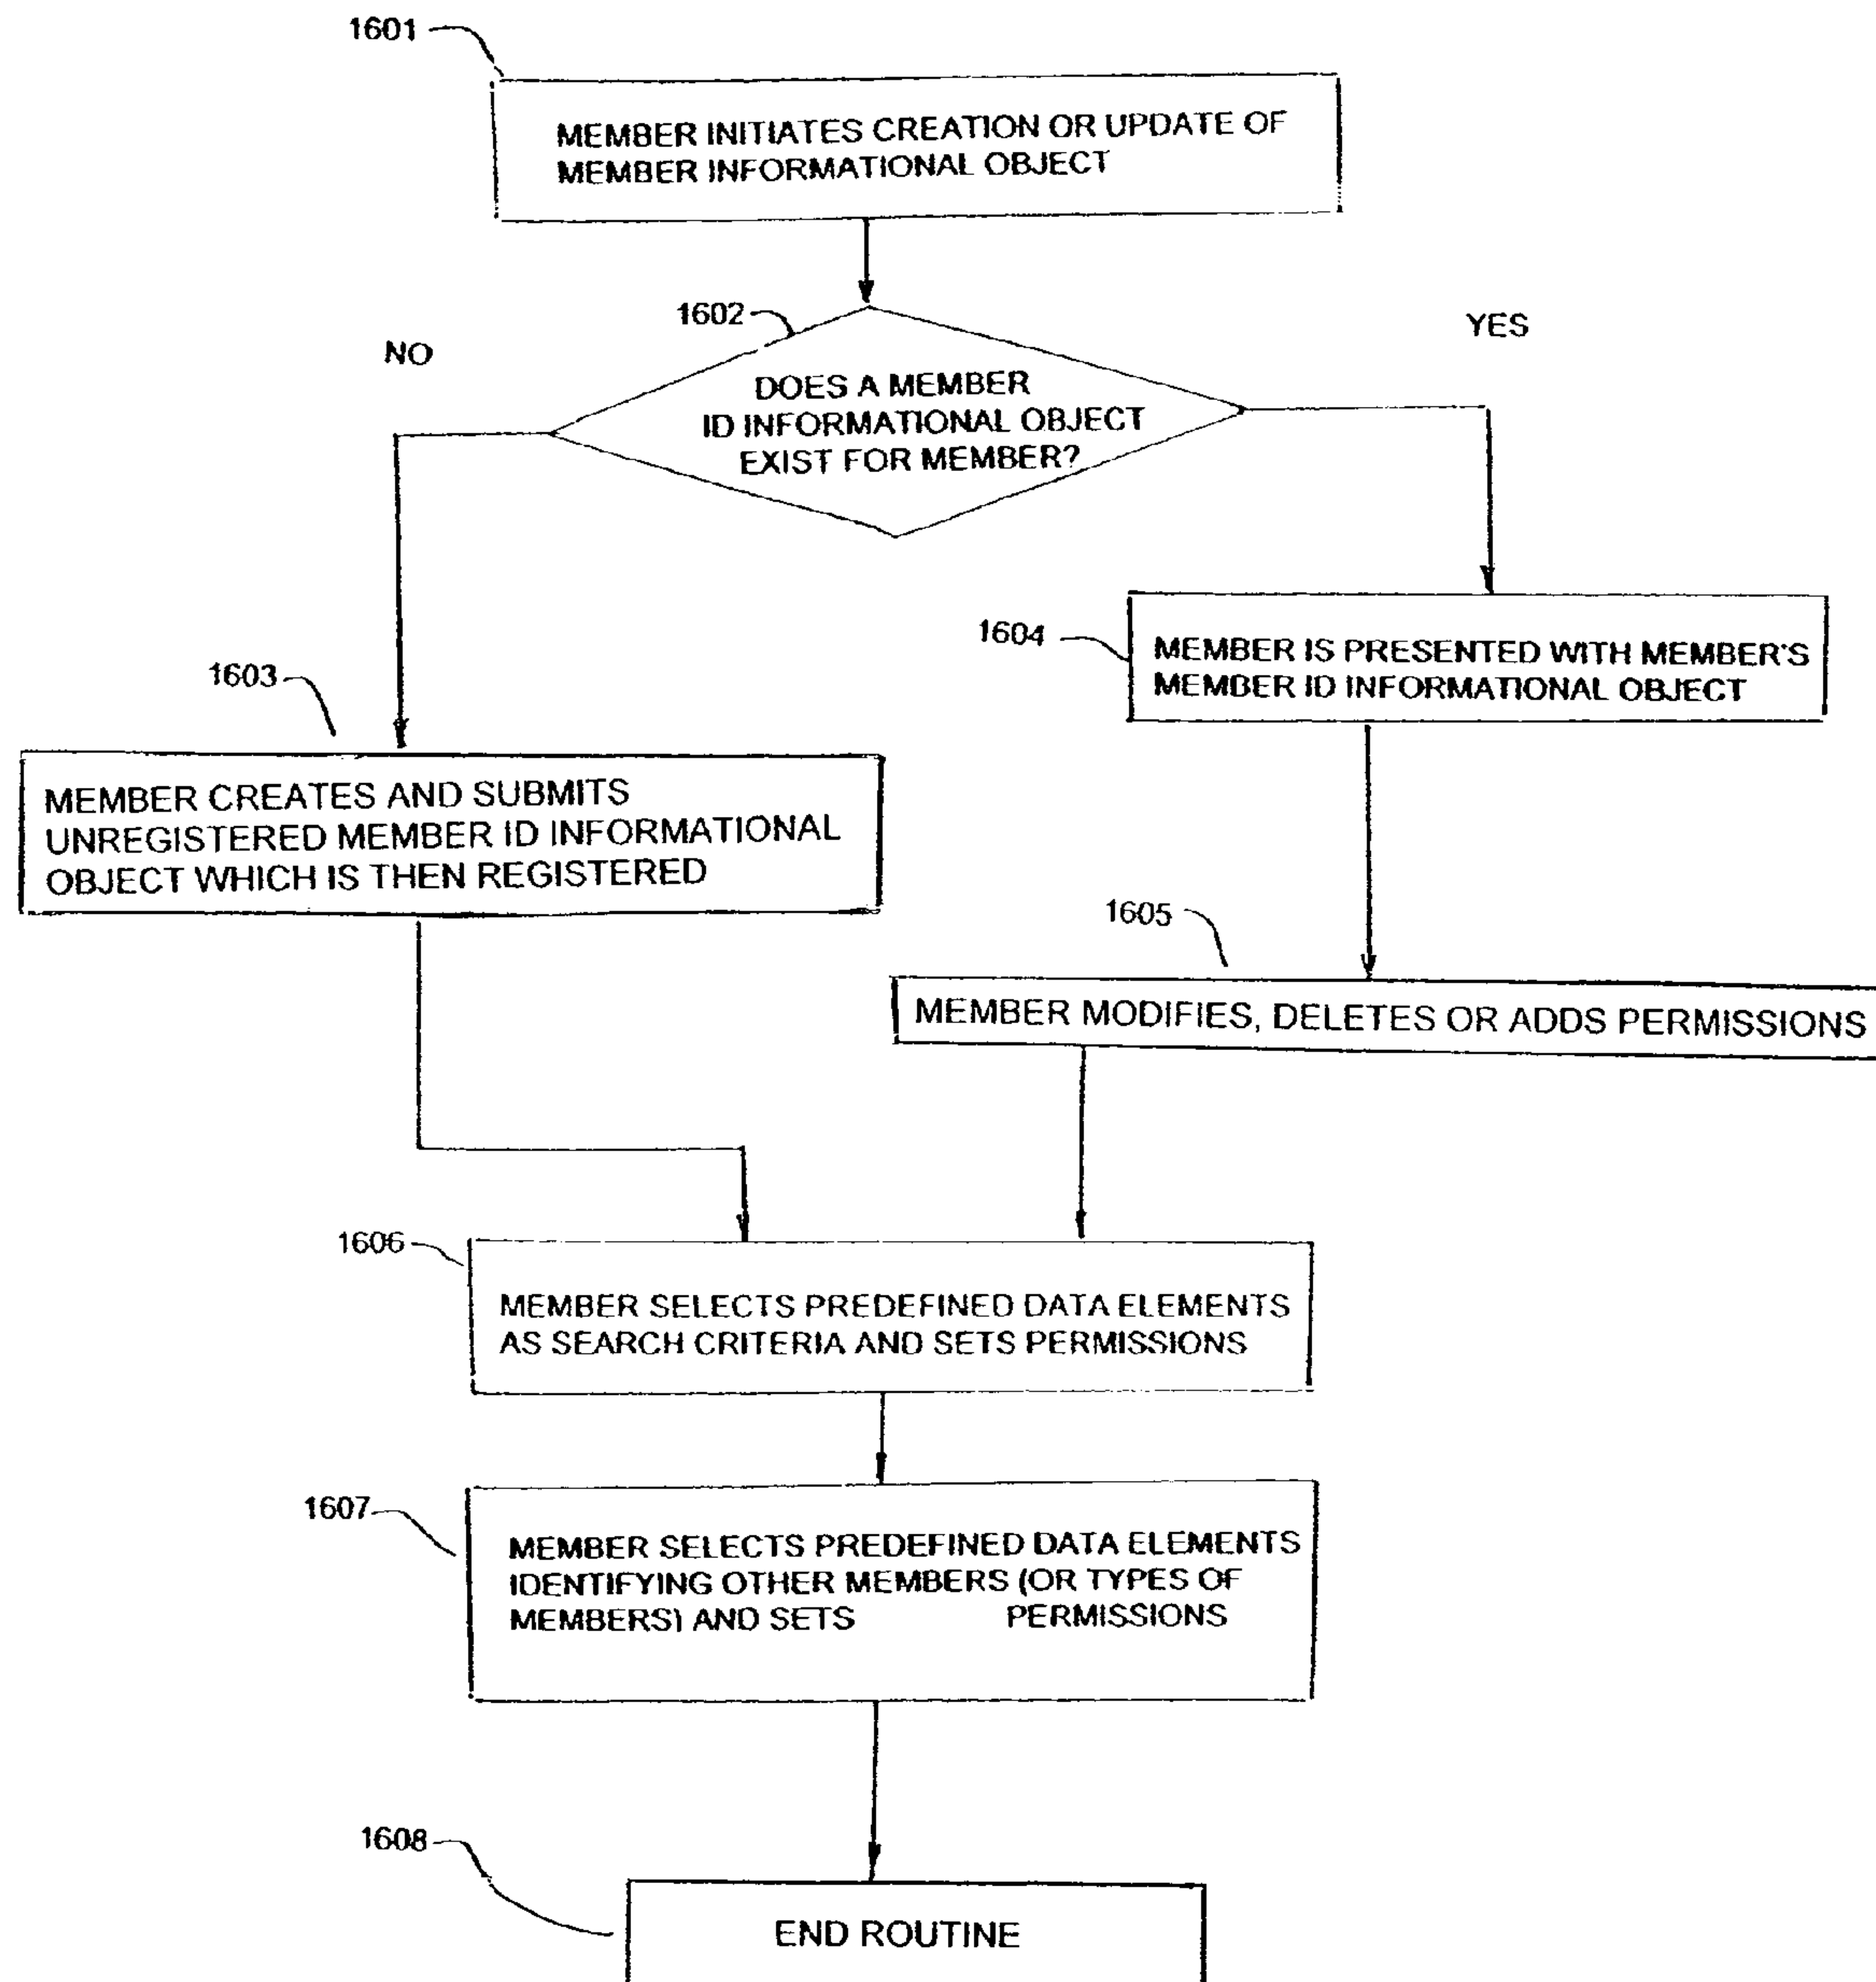 1601
MEMBER INITIATES CREATION OR UPDATE OF
MEMBER INFORMATIONAL OBJECT
1602
NO
YES
DOES A MEMBER
ID INFORMATIONAL OBJECT
EXIST FOR MEMBER?
1604
MEMBER IS PRESENTED WITH MEMBER'S
MEMBER ID INFORMATIONAL OBJECT
1603
MEMBER CREATES AND SUBMITS
UNREGISTERED MEMBER ID INFORMATIONAL
OBJECT WHICH IS THEN REGISTERED
1605
MEMBER MODIFIES, DELETES OR ADDS PERMISSIONS
1606
MEMBER SELECTS PREDEFINED DATA ELEMENTS
AS SEARCH CRITERIA AND SETS PERMISSIONS
1607
MEMBER SELECTS PREDEFINED DATA ELEMENTS
IDENTIFYING OTHER MEMBERS (OR TYPES OF
MEMBERS) AND SETS PERMISSIONS
1608
END ROUTINE